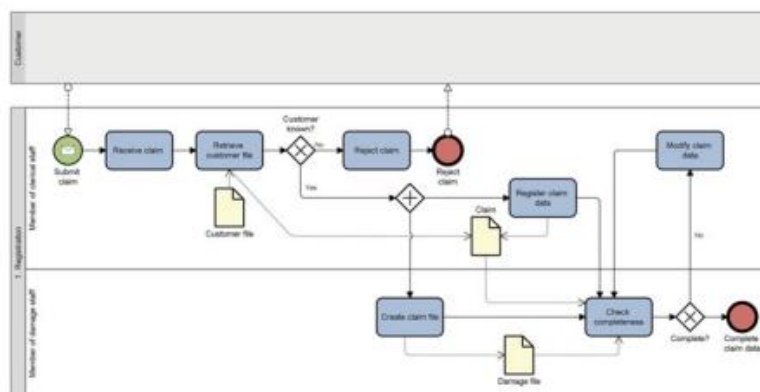 Customer
1. Registration
Member of clerical staff
Submit
claim
Receive claim
Retrieve
customer file
Customer
known?
No
Yes
Reject claim
Reject
claim
Modify claim
data
Register claim
data
Customer file
Claim
No
Member of damage staff
Create claim file
Check
completeness
Complete?
Complete
claim data
Damage file